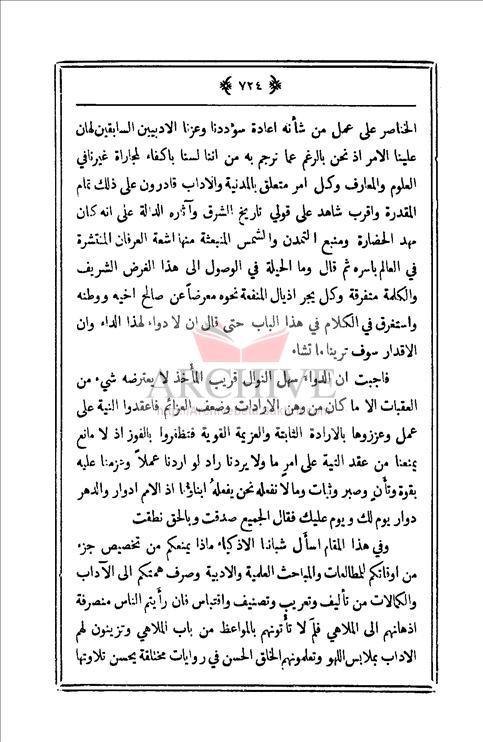 ٧٢٤
الخناصر على عمل من شأنه اعادة سؤددنا وعزنا الادبيين السابقين لهان
علينا الامر اذ نحن بالرغم عما نرجم به من اننا لسنا باكفاء لمجاراة غيرنا في
العلوم والمعارف وكل امر متعلق بالمدنية والاداب قادرون على ذلك تمام
المقدرة واقرب شاهد على قولي تاريخ الشرق وآثره الدالة على انه كان
مهد الحضارة ومنبع التمدن والشمس المنبعثة منها اشعة العرفان المنتشرة
في العالم باسره ثم قال وما الحيلة في الوصول الى هذا الفرض الشريف
والكلمة متفرقة وكل يجر اذيال المنفعة نحوه معرضاً عن صالح اخيه ووطنه
واستغرق في الكلام في هذا الباب حتى قال ان لا دواء لهذا الداء وان
الاقدار سوف ترينا ما تشاء
فاجبت ان الدواء سهل النوال قريب المأخذ لا يعترضه شيء من
العقبات الا ما كان من وهن الارادات وضعف العزائم فاعقدوا النية على
عمل وعززوها بالارادة الثابتة والعزيمة القوية فتظفروا بالفوز اذ لا مانع
يمنعنا من عقد النية على امرٍ ما ولا يردنا راد لو اردنا عملاً وعزمنا عليه
بقوة وتأن وصبر وثبات وما لا نفعله نحن يفعله ابناؤنا اذ الامم ادوار والدهر
دوار يوم لك ويوم عليك فقال الجميع صدقت وبالحق نطقت
وفي هذا المقام اسأل شباننا الاذكياء ماذا يمنعكم من تخصيص جزء
من اوقاتكم للمطالعات والمباحث العلمية والادبية وصرف همتكم الى الآداب
والكمالات من تأليف وتعريب وتصنيف واقتباس فان رأيتم الناس منصرفة
اذهانهم الى الملاهي فلم لا تأتونهم بالمواعظ من باب الملاهي وتزينون لهم
الاداب بملابس اللهو وتعلمونهم الخلق الحسن في روايات مختلقة يحسن تلاوتها
ARCHIVE